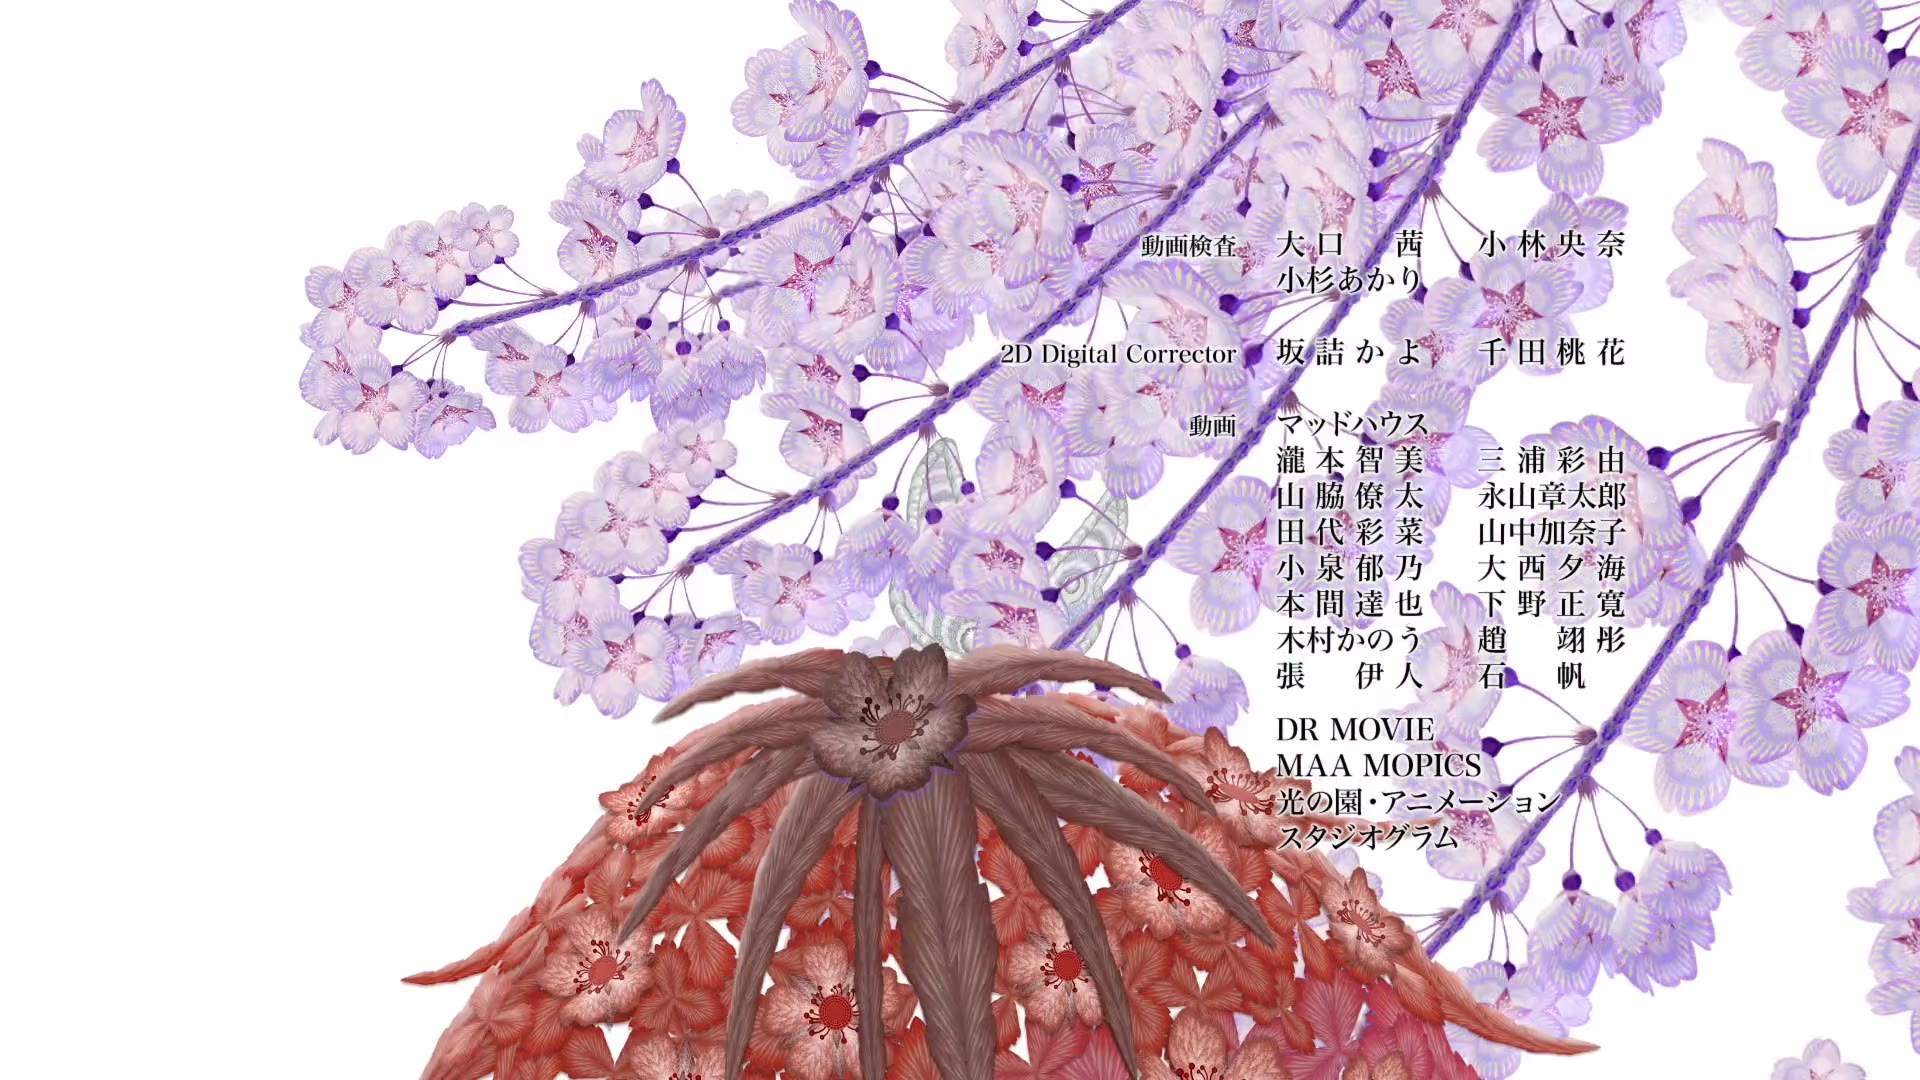 動画検査 大口 茜 小林央奈
小杉あかり
2D Digital Corrector 坂詰かよ 千田桃花
動画 マッドハウス
瀧本智美 三浦彩由
山脇僚太 永山章太郎
田代彩菜 山中加奈子
小泉郁乃 大西夕海
本間達也 下野正寛
木村かのう 趙 翊彤
張 伊人 石 帆
DR MOVIE
MAA MOPICS
光の園・アニメーション
スタジオグラム